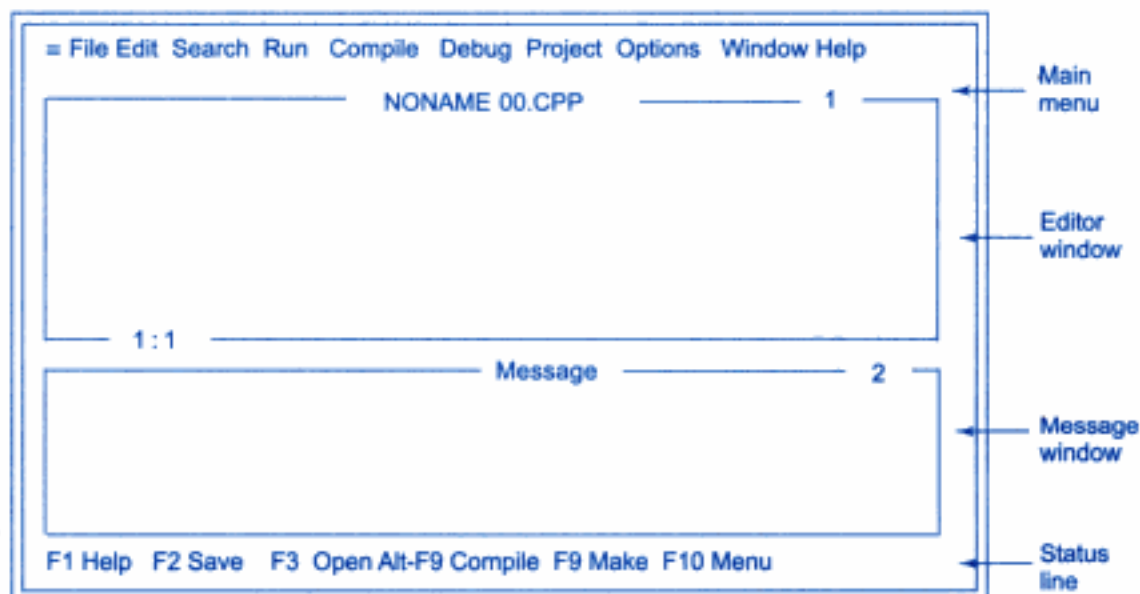 ≡ File Edit Search Run Compile Debug Project Options Window Help
Main
menu
NONAME 00.CPP 1
Editor
window
1 : 1
Message 2
Message
window
F1 Help F2 Save F3 Open Alt-F9 Compile F9 Make F10 Menu
Status
line